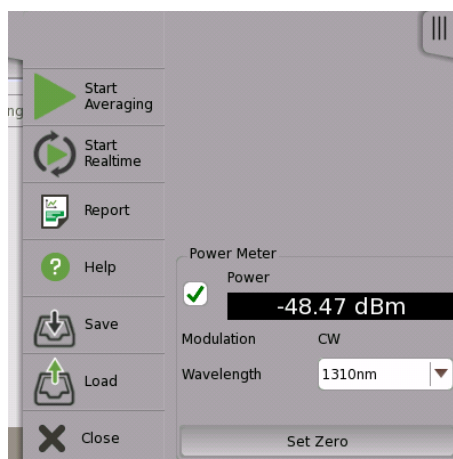 Start
Averaging
ng
Start
Realtime
Report
Help
Save
Load
Close
Power Meter
Power
-48.47 dBm
Modulation CW
Wavelength 1310nm
Set Zero